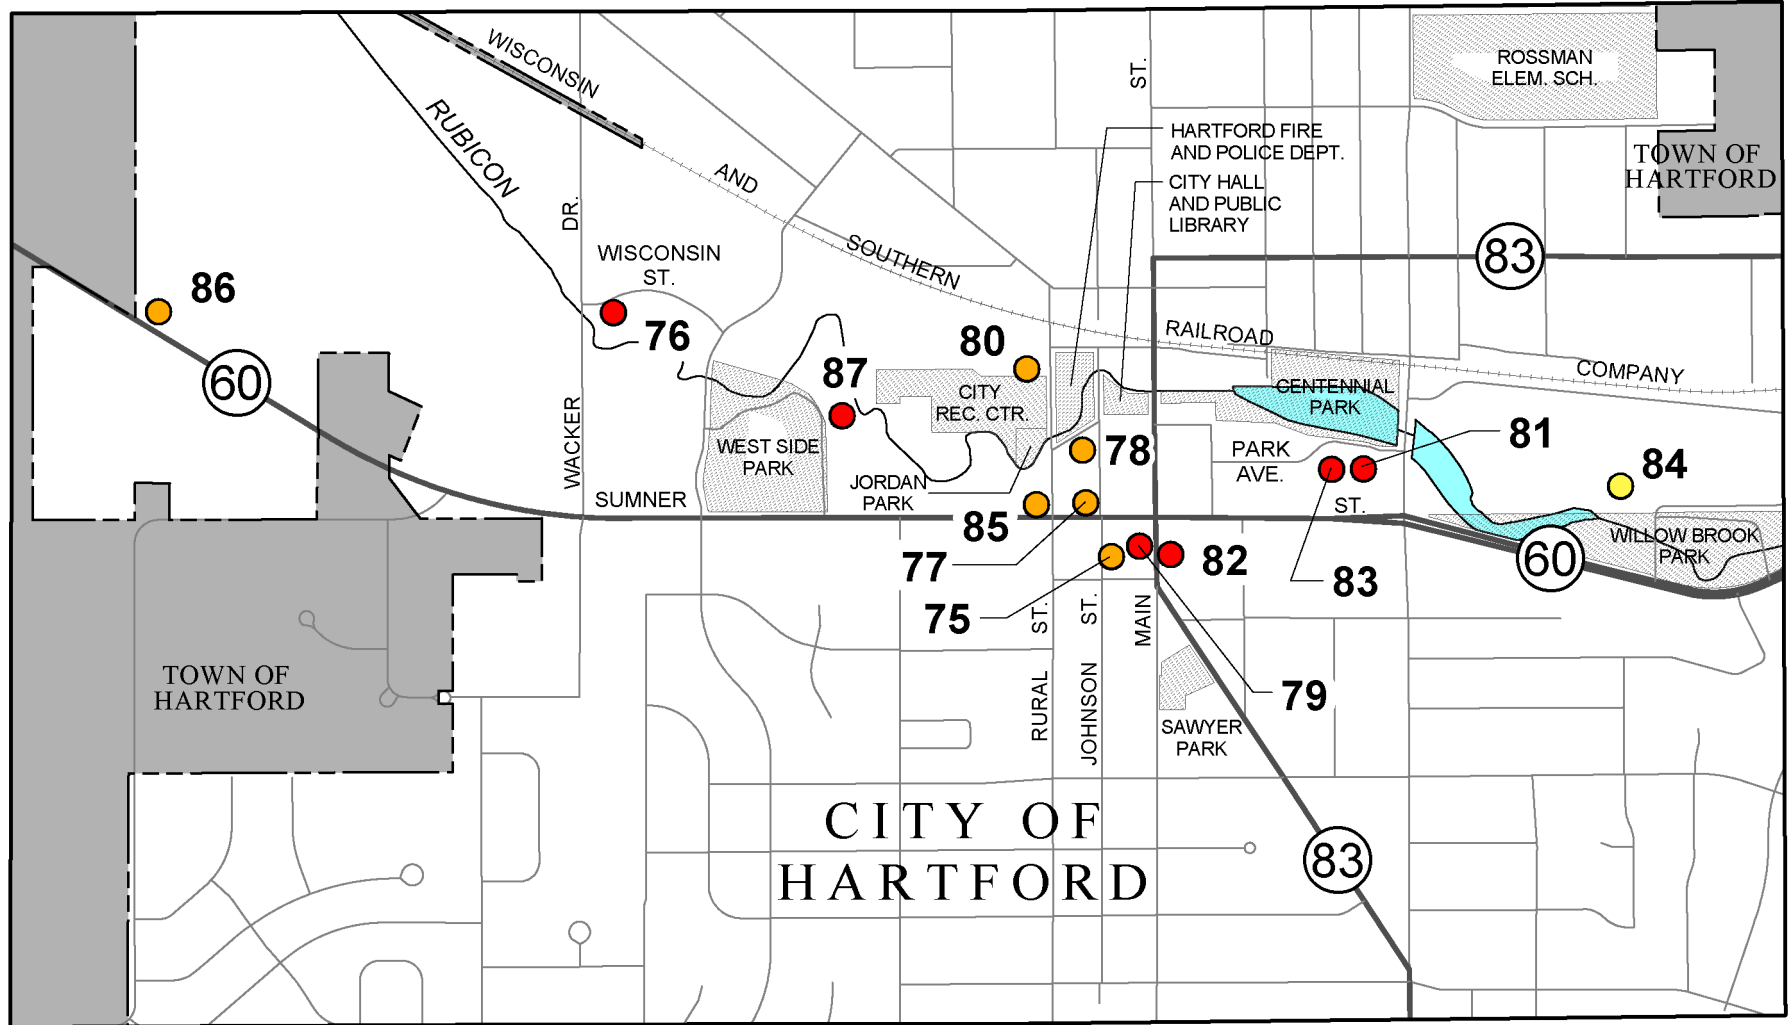 WISCONSIN
ROSSMAN
ELEM. SCH.
ST.
RUBICON
HARTFORD FIRE
AND POLICE DEPT.
TOWN OF
HARTFORD
AND
CITY HALL
AND PUBLIC
LIBRARY
DR.
SOUTHERN
WISCONSIN
ST.
83
86
76
80
RAILROAD
COMPANY
60
87
CITY
REC. CTR.
CENTENNIAL
PARK
WACKER
WEST SIDE
PARK
78
PARK
AVE.
81
84
JORDAN
PARK
SUMNER
ST.
85
77
82
83
WILLOW BROOK
PARK
60
75
ST.
ST.
MAIN
TOWN OF
HARTFORD
79
RURAL
JOHNSON
SAWYER
PARK
CITY OF
HARTFORD
83